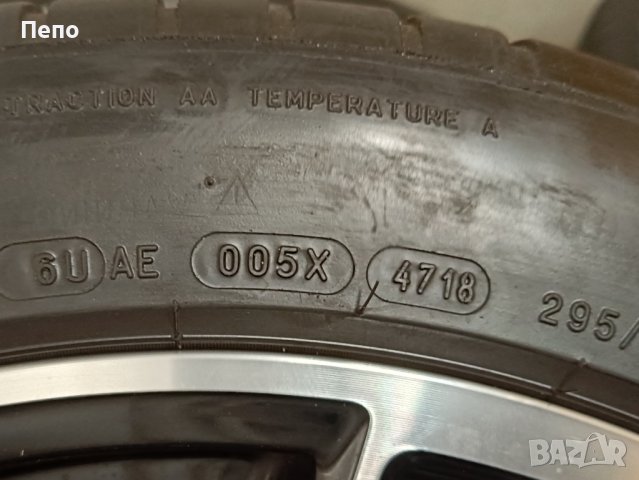 Пепо
TRACTION AA TEMPERATURE A
6U AE 005X 4718 295/
BAZAR